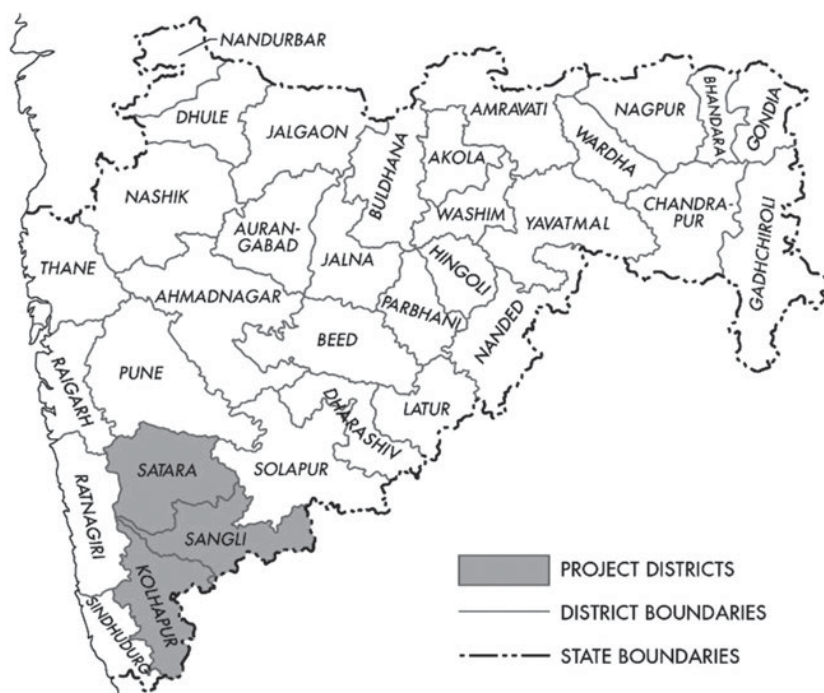 NANDURBAR
DHULE
JALGAON
BULDHANA
AKOLA
AMRAVATI
WARDHA
NAGPUR
BHANDARA
GONDIA
NASHIK
AURAN-
GABAD
JALNA
WASHIM
HINGOLI
YAVATMAL
CHANDRA-
PUR
GADHCHIROLI
THANE
AHMADNAGAR
PARBHANI
NANDED
BEED
RAIGARH
PUNE
LATUR
DHARASHIV
SOLAPUR
SATARA
RATNAGIRI
SANGLI
KOLHAPUR
SINDHUDURG
PROJECT DISTRICTS
DISTRICT BOUNDARIES
STATE BOUNDARIES